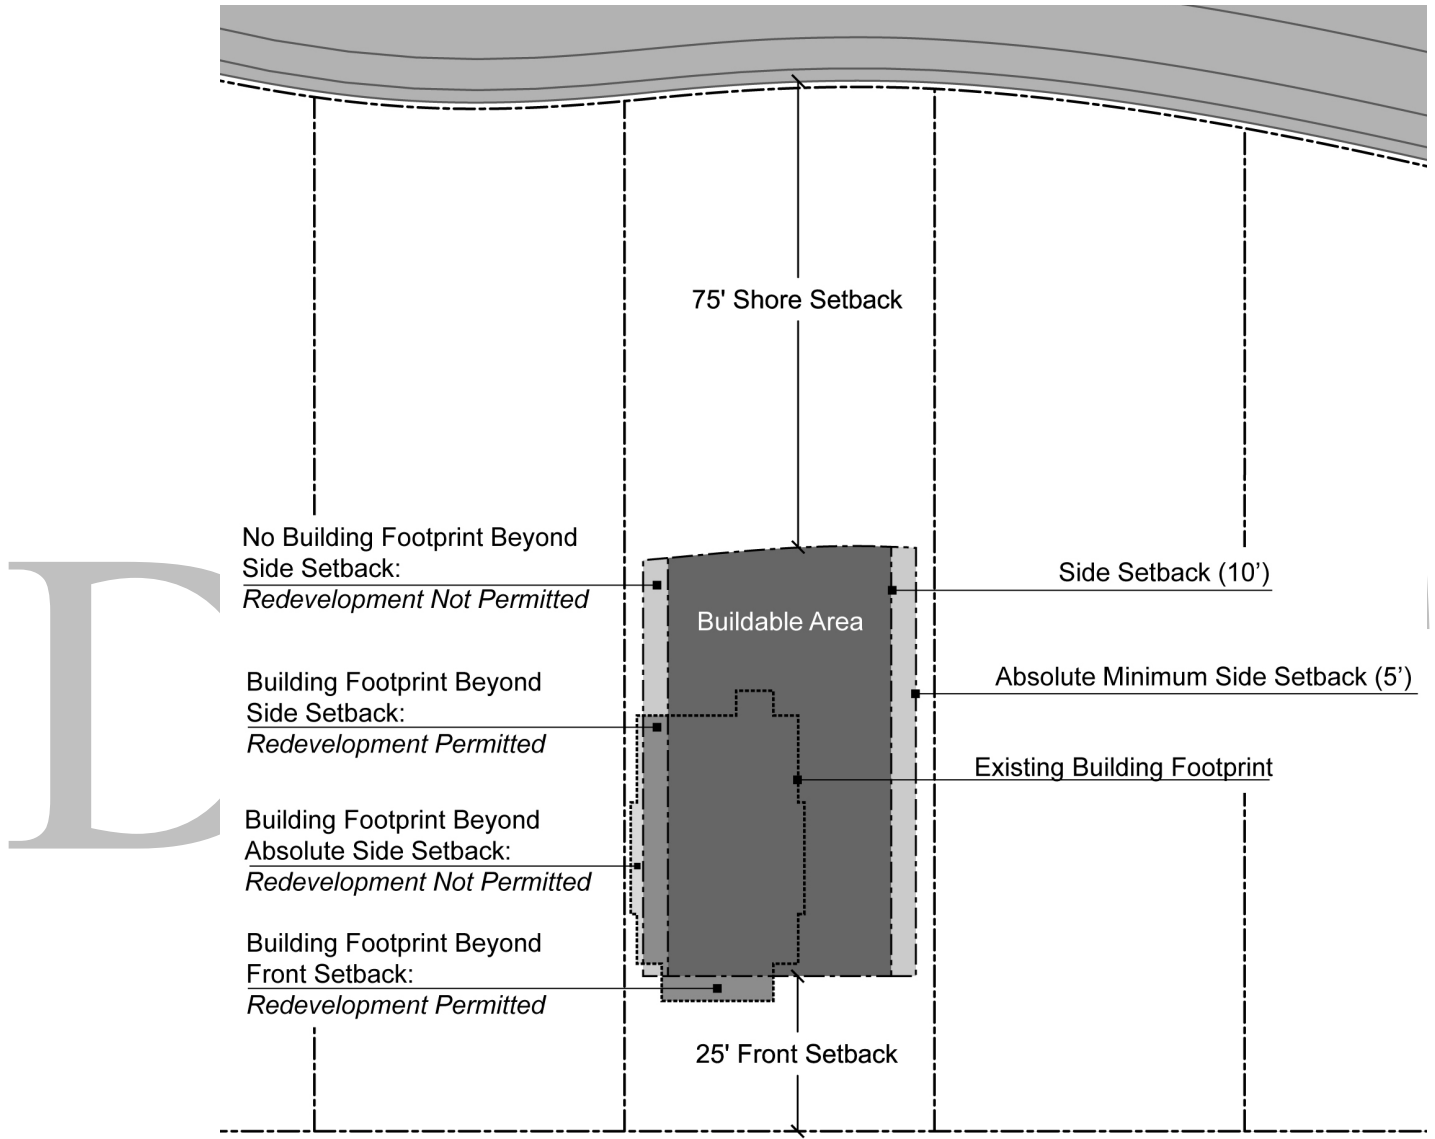 75' Shore Setback
No Building Footprint Beyond
Side Setback:
Redevelopment Not Permitted
Side Setback (10’)
Buildable Area
Building Footprint Beyond
Side Setback:
Redevelopment Permitted
Absolute Minimum Side Setback (5’)
Existing Building Footprint
Building Footprint Beyond
Absolute Side Setback:
Redevelopment Not Permitted
Building Footprint Beyond
Front Setback:
Redevelopment Permitted
25' Front Setback
D